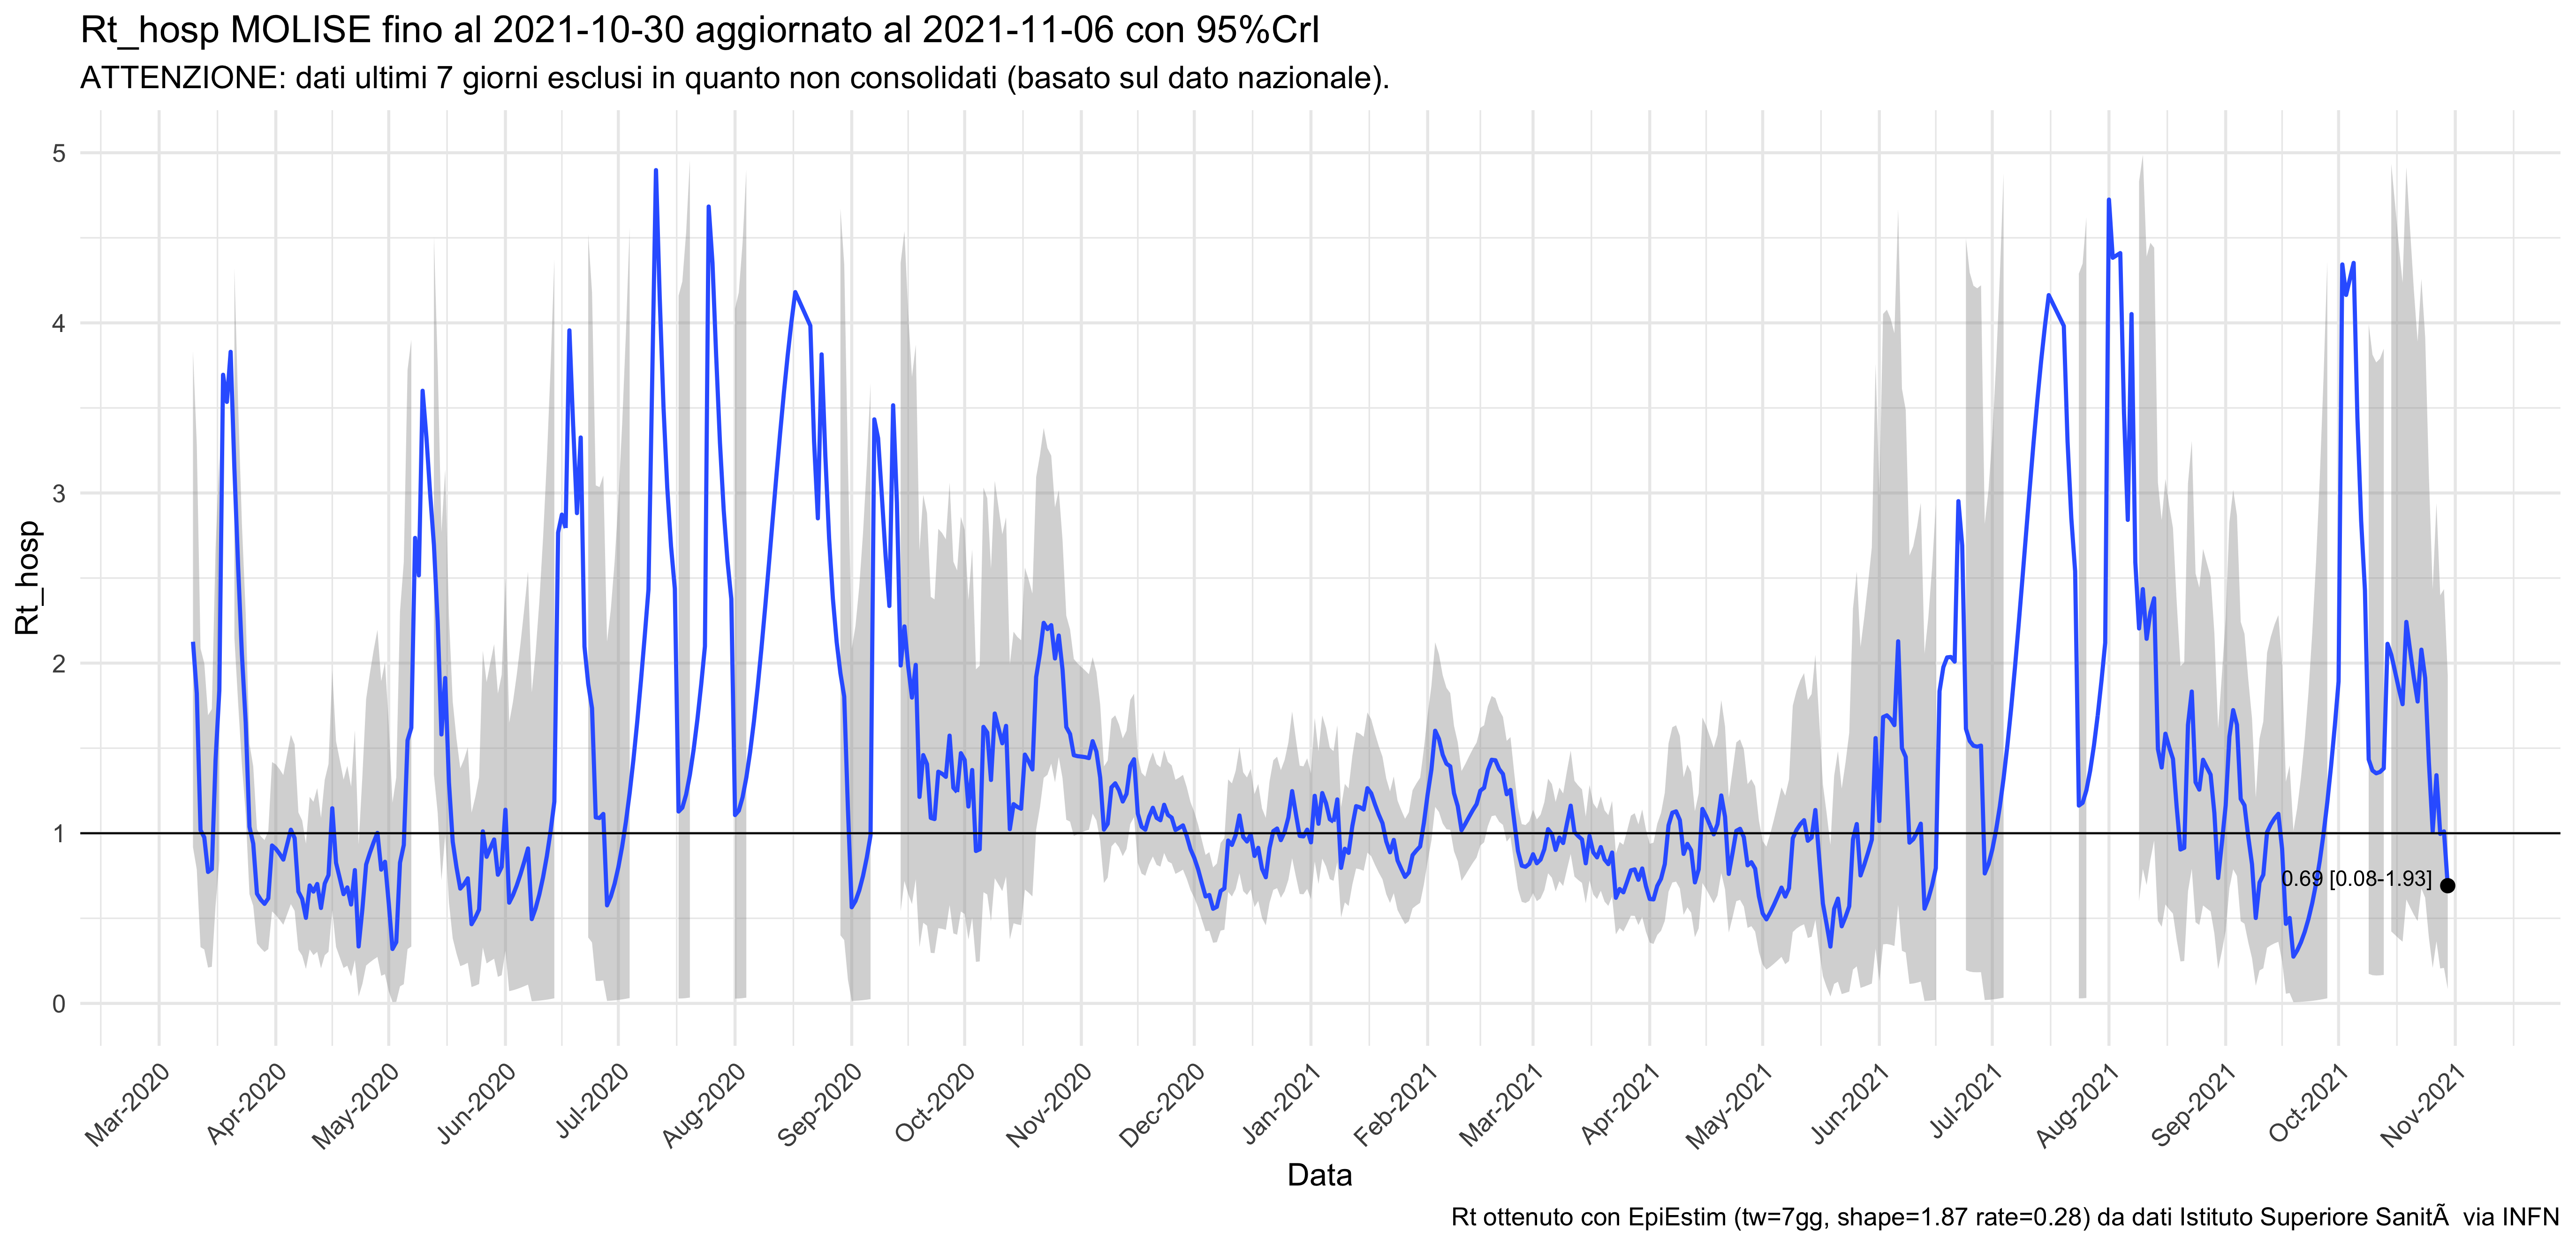 Rt_hosp MOLISE fino al 2021-10-30 aggiornato al 2021-11-06 con 95%CrI
ATTENZIONE: dati ultimi 7 giorni esclusi in quanto non consolidati (basato sul dato nazionale).
5
4
3
2
1
0
Rt_hosp
0.69 [0.08-1.93]
Mar-2020
Apr-2020
May-2020
Jun-2020
Jul-2020
Aug-2020
Sep-2020
Oct-2020
Nov-2020
Dec-2020
Jan-2021
Feb-2021
Mar-2021
Apr-2021
May-2021
Jun-2021
Jul-2021
Aug-2021
Sep-2021
Oct-2021
Nov-2021
Data
Rt ottenuto con EpiEstim (tw=7gg, shape=1.87 rate=0.28) da dati Istituto Superiore SanitÃ  via INFN